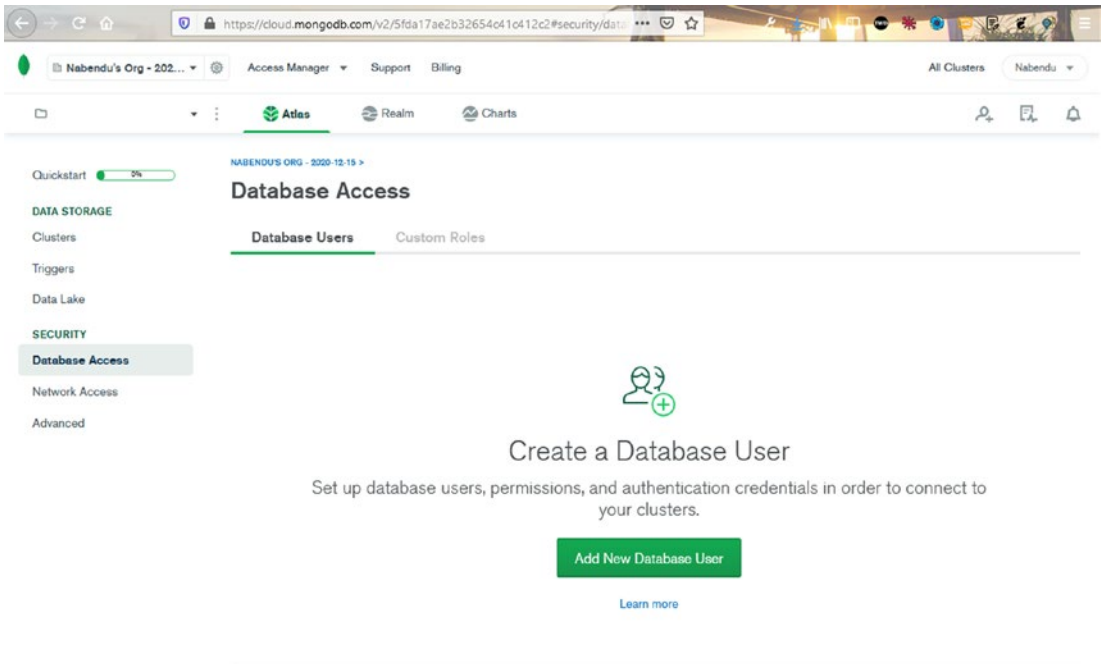 https://cloud.mongodb.com/v2/5fda17ae2b32654c41c412c2#security/data
Nabendu's Org - 202...
Access Manager
Support
Billing
All Clusters
Nabendu
Atlas
Realm
Charts
Quickstart
0%
DATA STORAGE
Clusters
Triggers
Data Lake
SECURITY
Database Access
Network Access
Advanced
NABENDU'S ORG - 2020-12-15 >
Database Access
Database Users
Custom Roles
Create a Database User
Set up database users, permissions, and authentication credentials in order to connect to
your clusters.
Add New Database User
Learn more